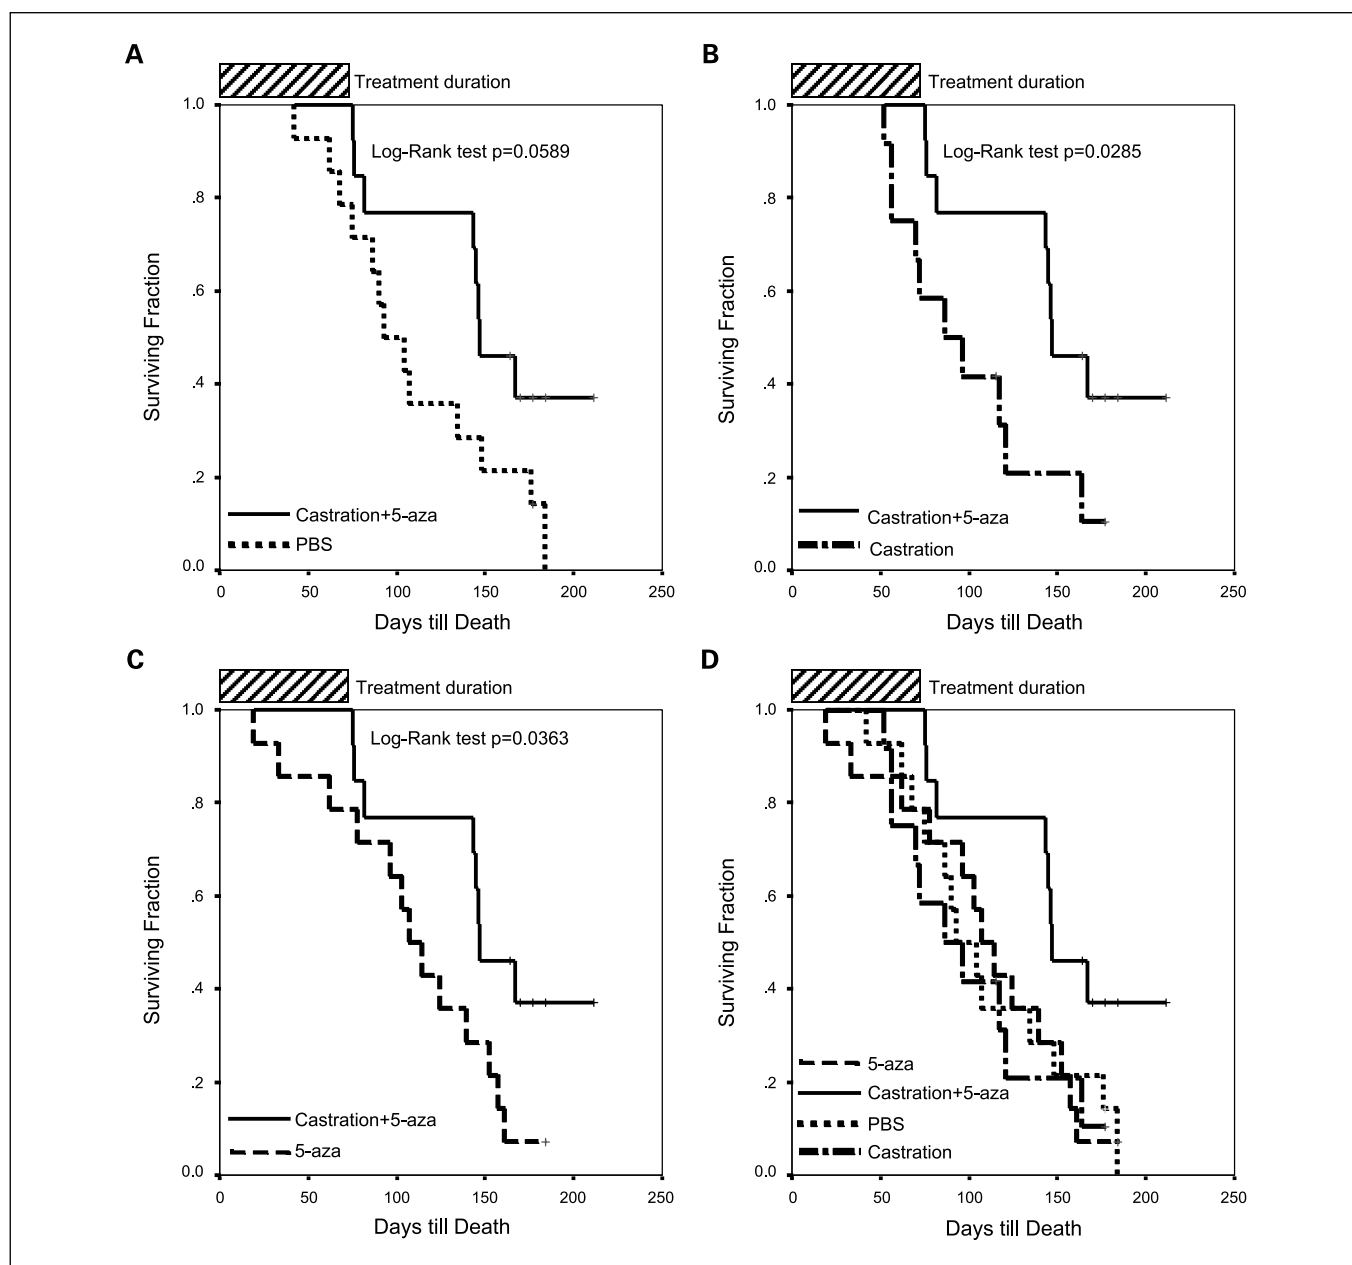 A
Treatment duration
Log-Rank test p=0.0589
1.0
.8
.6
.4
.2
0.0
Surviving Fraction
Castration+5-aza
PBS
0 50 100 150 200 250
Days till Death
B
Treatment duration
Log-Rank test p=0.0285
1.0
.8
.6
.4
.2
0.0
Surviving Fraction
Castration+5-aza
Castration
0 50 100 150 200 250
Days till Death
C
Treatment duration
Log-Rank test p=0.0363
1.0
.8
.6
.4
.2
0.0
Surviving Fraction
Castration+5-aza
5-aza
0 50 100 150 200 250
Days till Death
D
Treatment duration
1.0
.8
.6
.4
.2
0.0
Surviving Fraction
5-aza
Castration+5-aza
PBS
Castration
0 50 100 150 200 250
Days till Death